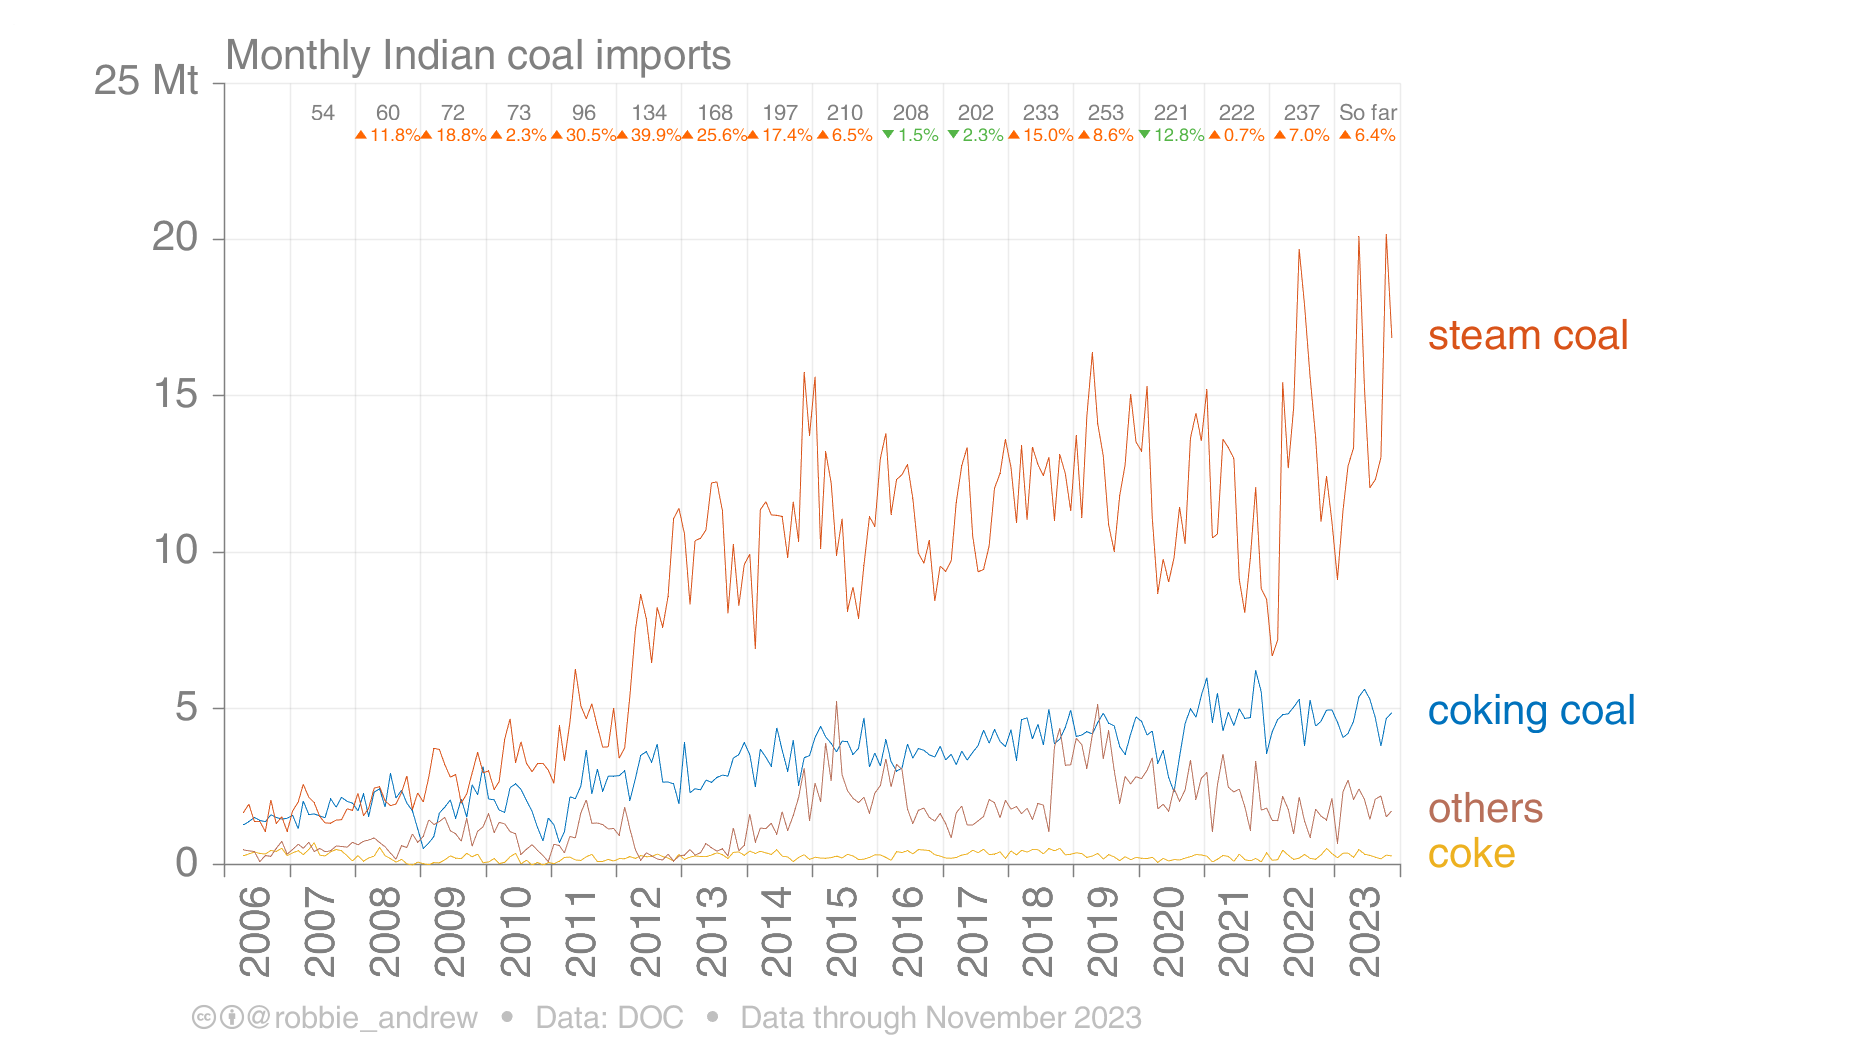 Monthly Indian coal imports
25 Mt
54 60 72 73 96 134 168 197 210 208 202 233 253 221 222 237 So far
▲ 11.8% ▲ 18.8% ▲ 2.3% ▲ 30.5% ▲ 39.9% ▲ 25.6% ▲ 17.4% ▲ 6.5% ▼ 1.5% ▼ 2.3% ▲ 15.0% ▲ 8.6% ▼ 12.8% ▲ 0.7% ▲ 7.0% ▲ 6.4%
20
steam coal
15
10
5
coking coal
others
coke
0
2006 2007 2008 2009 2010 2011 2012 2013 2014 2015 2016 2017 2018 2019 2020 2021 2022 2023
@robbie_andrew • Data: DOC • Data through November 2023